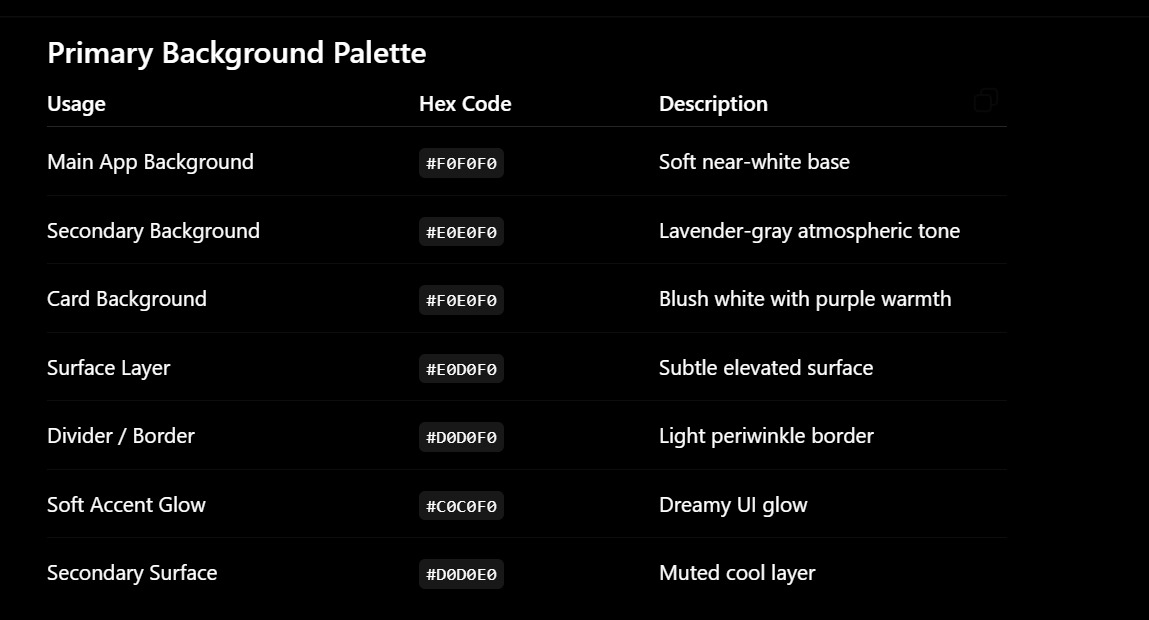 Primary Background Palette
Usage Hex Code Description
Main App Background #F0F0F0 Soft near-white base
Secondary Background #E0E0F0 Lavender-gray atmospheric tone
Card Background #F0E0F0 Blush white with purple warmth
Surface Layer #E0D0F0 Subtle elevated surface
Divider / Border #D0D0F0 Light periwinkle border
Soft Accent Glow #C0C0F0 Dreamy UI glow
Secondary Surface #D0D0E0 Muted cool layer